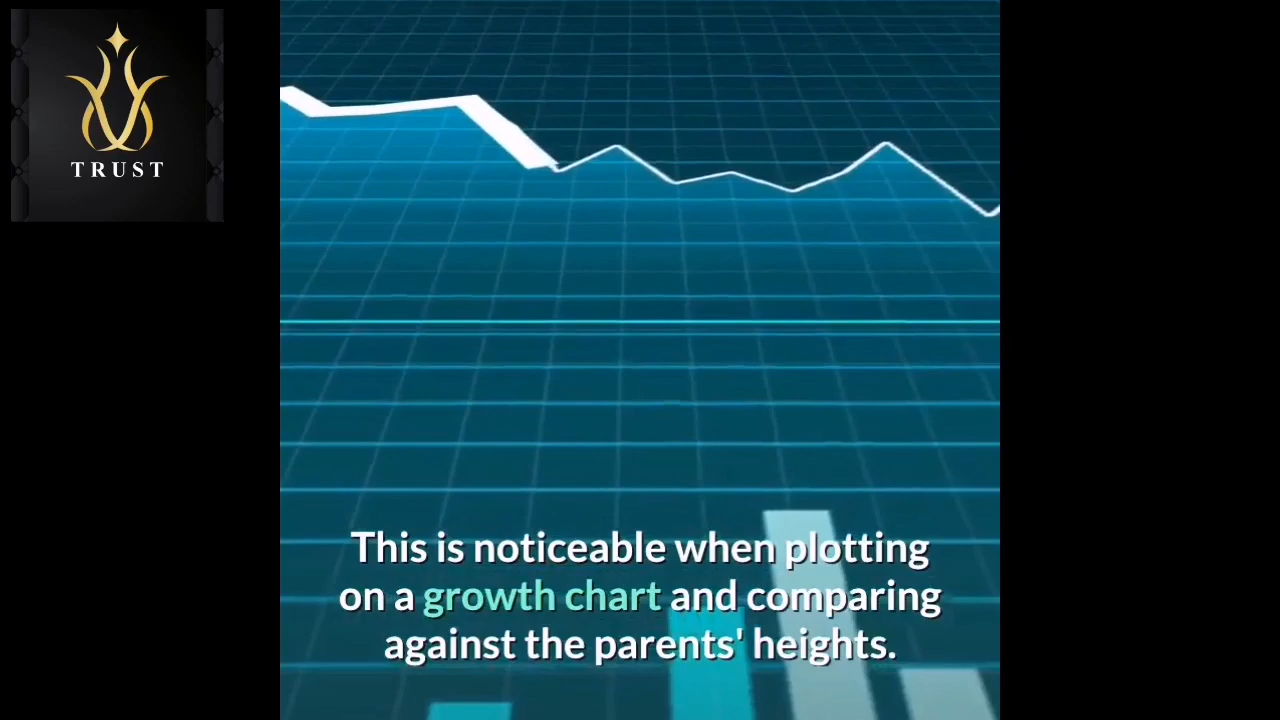 TRUST
This is noticeable when plotting
on a growth chart and comparing
against the parents' heights.